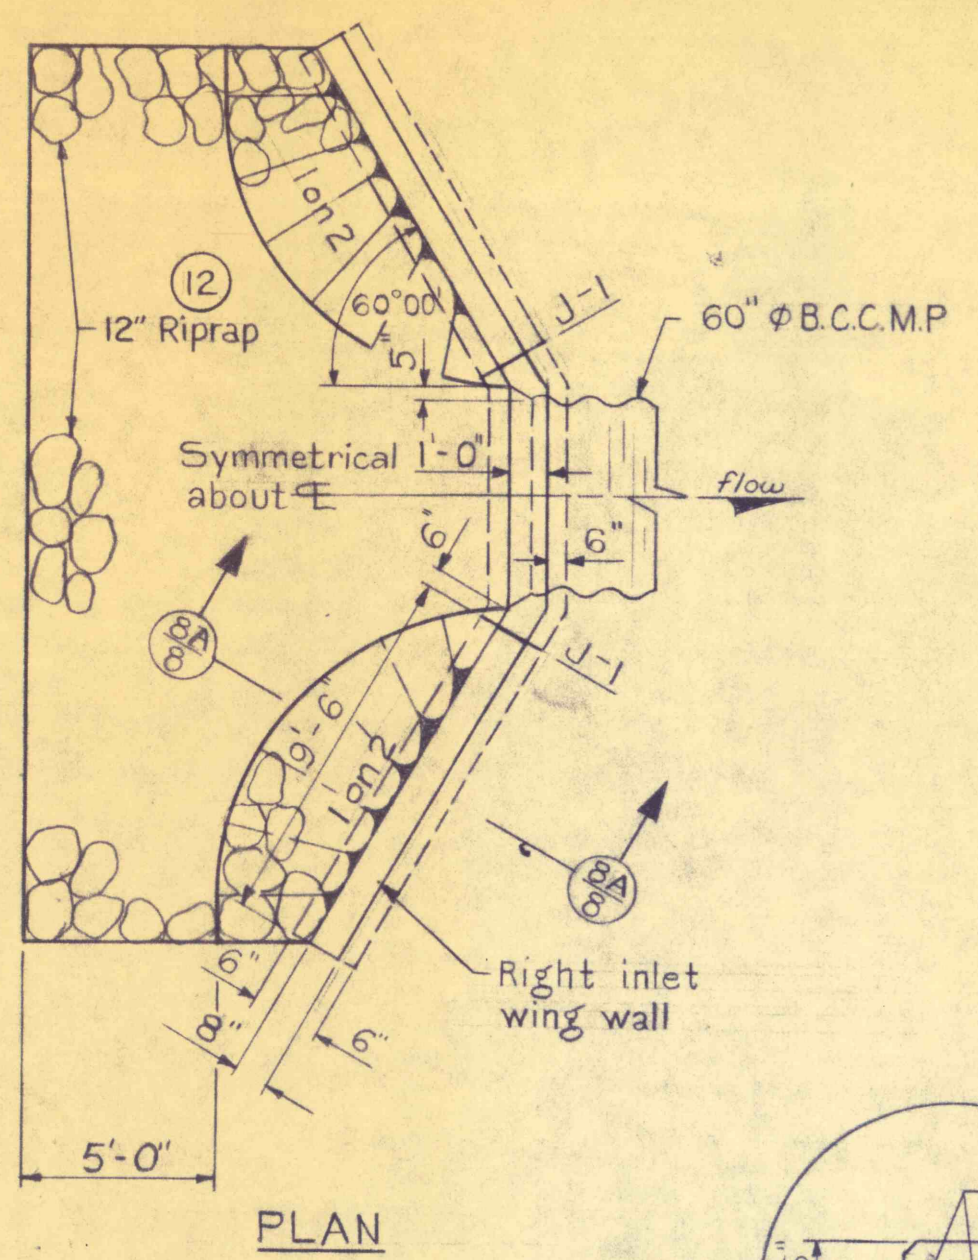 1 on 2
12
12" Riprap
60°00'
5"
J-1
60" ⌀ B.C.C.M.P
Symmetrical
about ℄
1'-0"
flow
6"
6"
8A
8
J-1
9'-6"
1 on 2
8A
8
Right inlet
wing wall
6"
8"
6"
5'-0"
PLAN